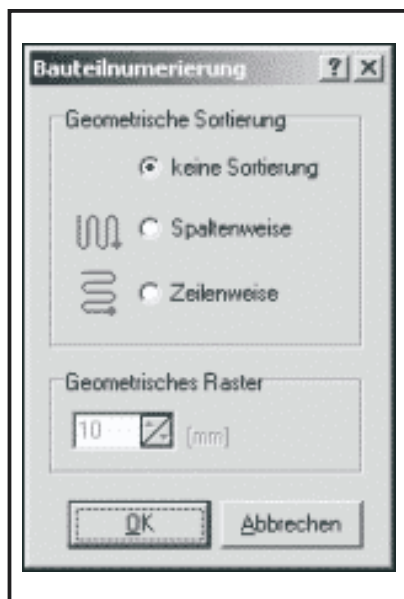 Bauteilnumerierung
Geometrische Sortierung
keine Sortierung
Spaltenweise
Zeilenweise
Geometrisches Raster
10 [mm]
OK Abbrechen